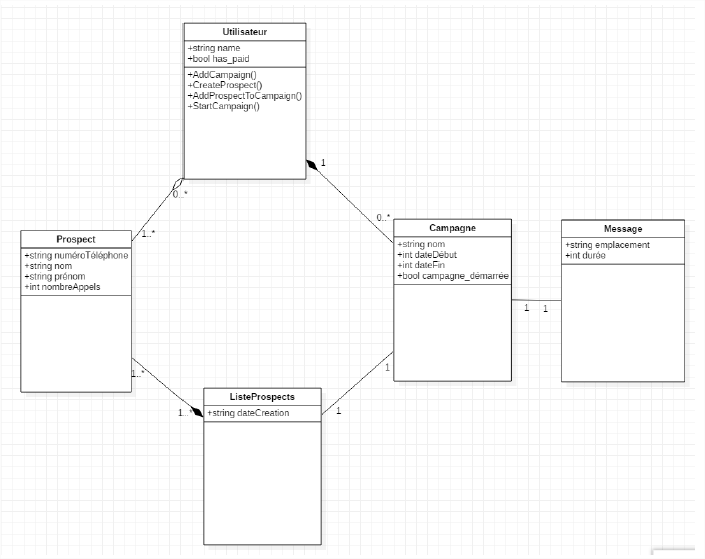 Utilisateur
+string name
+bool has_paid
+AddCampaign()
+CreateProspect()
+AddProspectToCampaign()
+StartCampaign()
1
0..*
0..*
1..*
Prospect
+string numéroTéléphone
+string nom
+string prénom
+int nombreAppels
Campagne
+string nom
+int dateDébut
+int dateFin
+bool campagne_démarrée
Message
+string emplacement
+int durée
1
1
1
1..*
ListeProspects
+string dateCreation
1..*
1